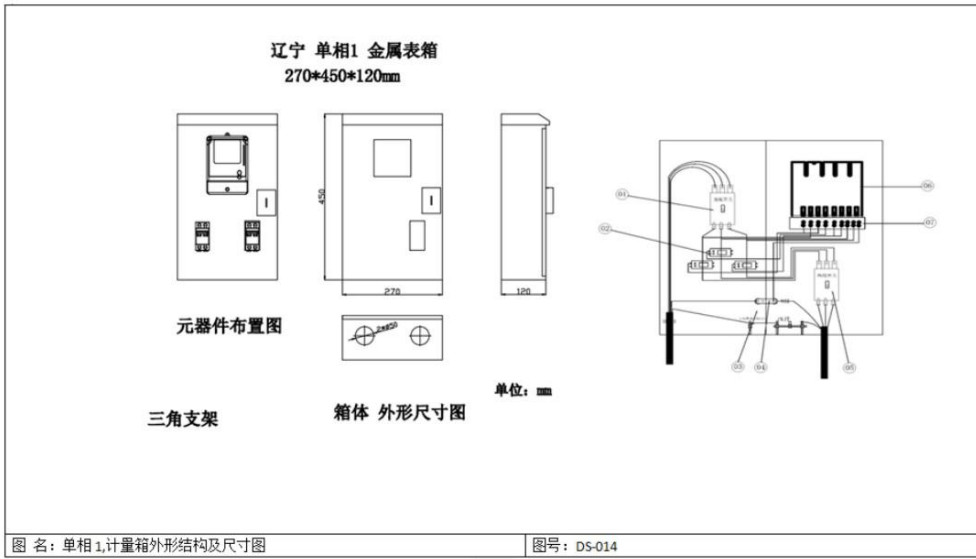 辽宁 单相1 金属表箱
270*450*120mm
450
270
120
01
02
06
07
元器件布置图
2*φ50
03
04
05
单位：mm
三角支架
箱体 外形尺寸图
图 名：单相1,计量箱外形结构及尺寸图
图号：DS-014